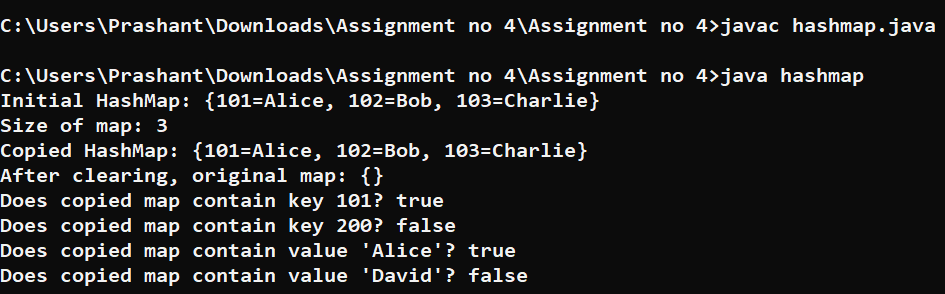 C:\Users\Prashant\Downloads\Assignment no 4\Assignment no 4>javac hashmap.java
C:\Users\Prashant\Downloads\Assignment no 4\Assignment no 4>java hashmap
Initial HashMap: {101=Alice, 102=Bob, 103=Charlie}
Size of map: 3
Copied HashMap: {101=Alice, 102=Bob, 103=Charlie}
After clearing, original map: {}
Does copied map contain key 101? true
Does copied map contain key 200? false
Does copied map contain value 'Alice'? true
Does copied map contain value 'David'? false